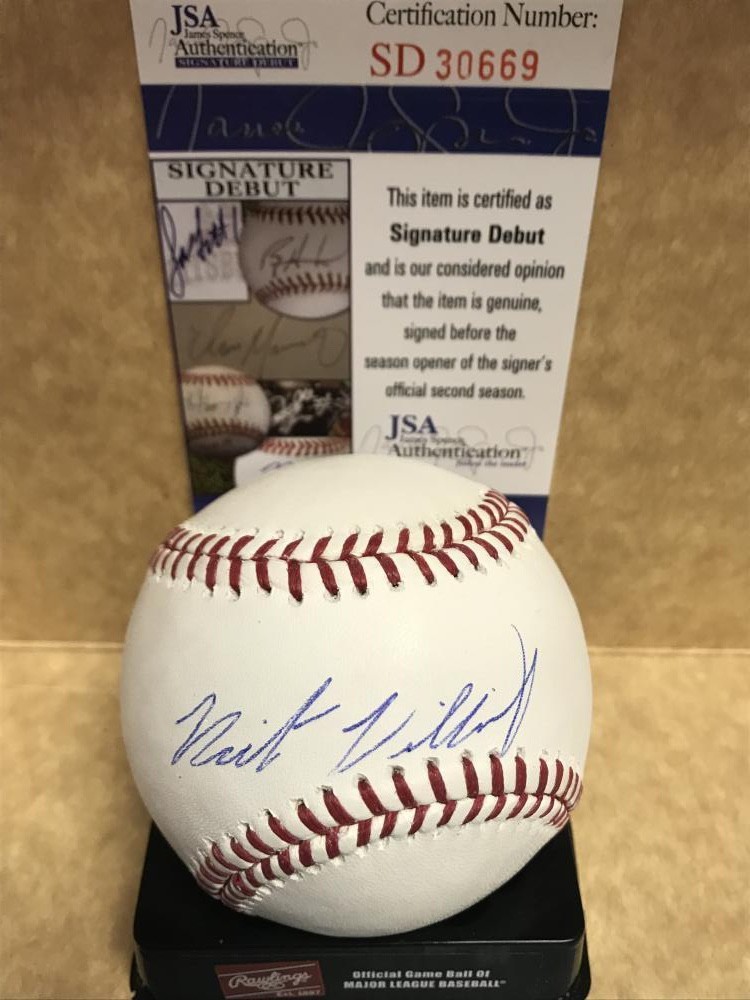 JSA
James Spence
Authentication
SIGNATURE DEBUT
Certification Number:
SD 30669
SIGNATURE
DEBUT
This item is certified as
Signature Debut
and is our considered opinion
that the item is genuine,
signed before the
season opener of the signer's
official second season.
JSA
James Spence
Authentication
Rawlings
Est. 1887
Official Game Ball Of
MAJOR LEAGUE BASEBALL